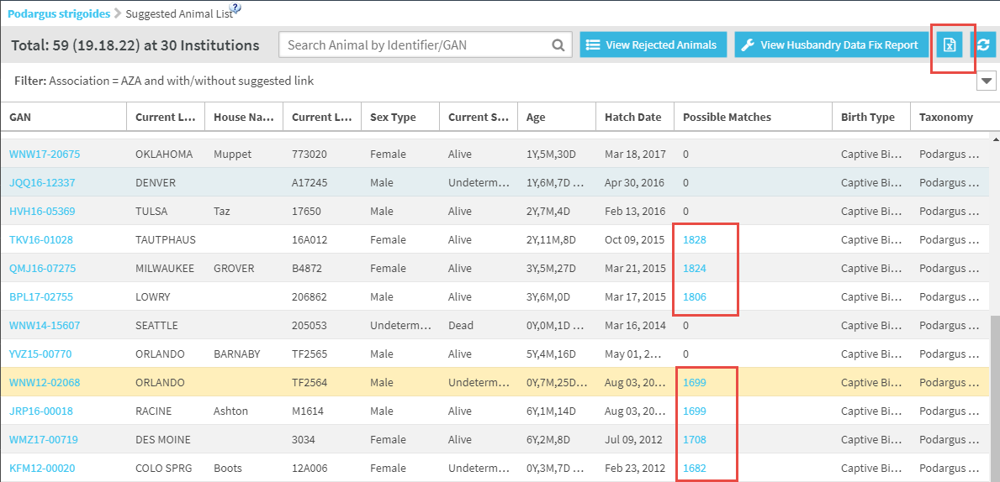 Podargus strigoides > Suggested Animal List ?
Total: 59 (19.18.22) at 30 Institutions Search Animal by Identifier/GAN View Rejected Animals View Husbandry Data Fix Report
Filter: Association = AZA and with/without suggested link
GAN Current L... House Na... Current L... Sex Type Current S... Age Hatch Date Possible Matches Birth Type Taxonomy
WNW17-20675 OKLAHOMA Muppet 773020 Female Alive 1Y,5M,30D Mar 18, 2017 0 Captive Bi... Podargus ...
JQQ16-12337 DENVER A17245 Male Undeterm... 1Y,6M,7D ... Apr 30, 2016 0 Captive Bi... Podargus ...
HVH16-05369 TULSA Taz 17650 Male Alive 2Y,7M,4D Feb 13, 2016 0 Captive Bi... Podargus ...
TKV16-01028 TAUTPHAUS 16A012 Female Alive 2Y,11M,8D Oct 09, 2015 1828 Captive Bi... Podargus ...
QMJ16-07275 MILWAUKEE GROVER B4872 Female Alive 3Y,5M,27D Mar 21, 2015 1824 Captive Bi... Podargus ...
BPL17-02755 LOWRY 206862 Male Alive 3Y,6M,0D Mar 17, 2015 1806 Captive Bi... Podargus ...
WNW14-15607 SEATTLE 205053 Undeterm... Dead 0Y,0M,1D ... Mar 16, 2014 0 Captive Bi... Podargus ...
YVZ15-00770 ORLANDO BARNABY TF2565 Male Alive 5Y,4M,16D May 01, 2... 0 Captive Bi... Podargus ...
WNW12-02068 ORLANDO TF2564 Male Undeterm... 0Y,7M,25D... Aug 03, 20... 1699 Captive Bi... Podargus ...
JRP16-00018 RACINE Ashton M1614 Male Alive 6Y,1M,14D Aug 03, 20... 1699 Captive Bi... Podargus ...
WMZ17-00719 DES MOINE 3034 Female Alive 6Y,2M,8D Jul 09, 2012 1708 Captive Bi... Podargus ...
KFM12-00020 COLO SPRG Boots 12A006 Female Undeterm... 0Y,3M,7D ... Feb 23, 2012 1682 Captive Bi... Podargus ...